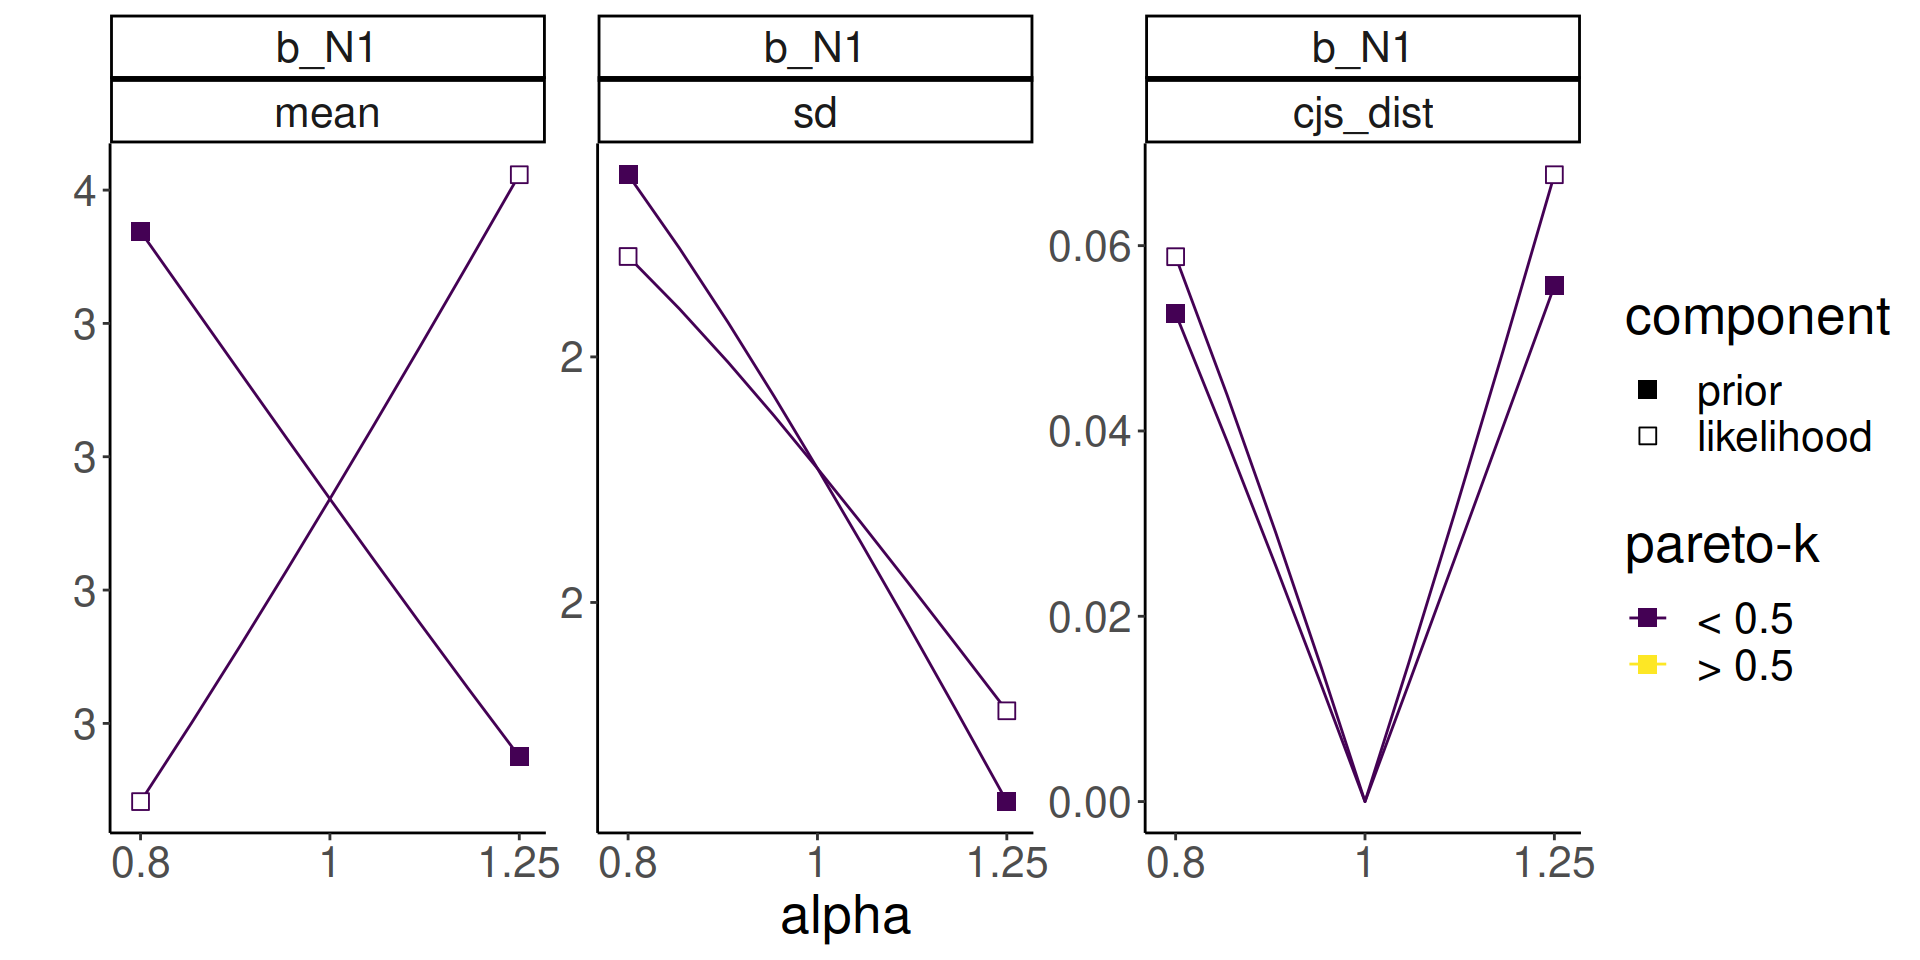 b_N1
mean
4
3
3
3
3
0.8 1 1.25
b_N1
sd
2
2
0.8 1 1.25
b_N1
cjs_dist
0.06
0.04
0.02
0.00
0.8 1 1.25
alpha
component
prior
likelihood
pareto-k
< 0.5
> 0.5